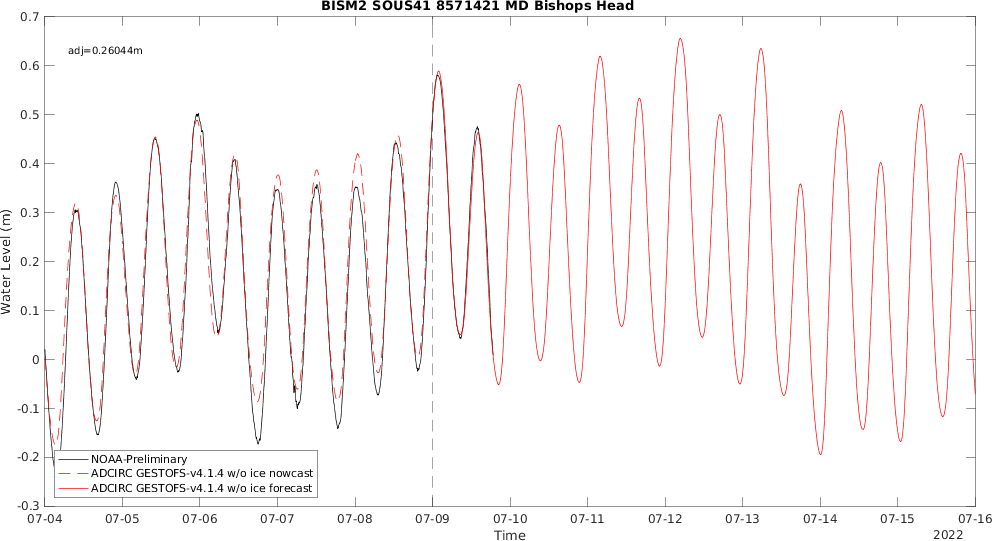 BISM2 SOUS41 8571421 MD Bishops Head
adj=0.26044m
Water Level (m)
0.7
0.6
0.5
0.4
0.3
0.2
0.1
0
-0.1
-0.2
-0.3
NOAA-Preliminary
ADCIRC GESTOFS-v4.1.4 w/o ice nowcast
ADCIRC GESTOFS-v4.1.4 w/o ice forecast
07-04 07-05 07-06 07-07 07-08 07-09 07-10 07-11 07-12 07-13 07-14 07-15 07-16
Time
2022